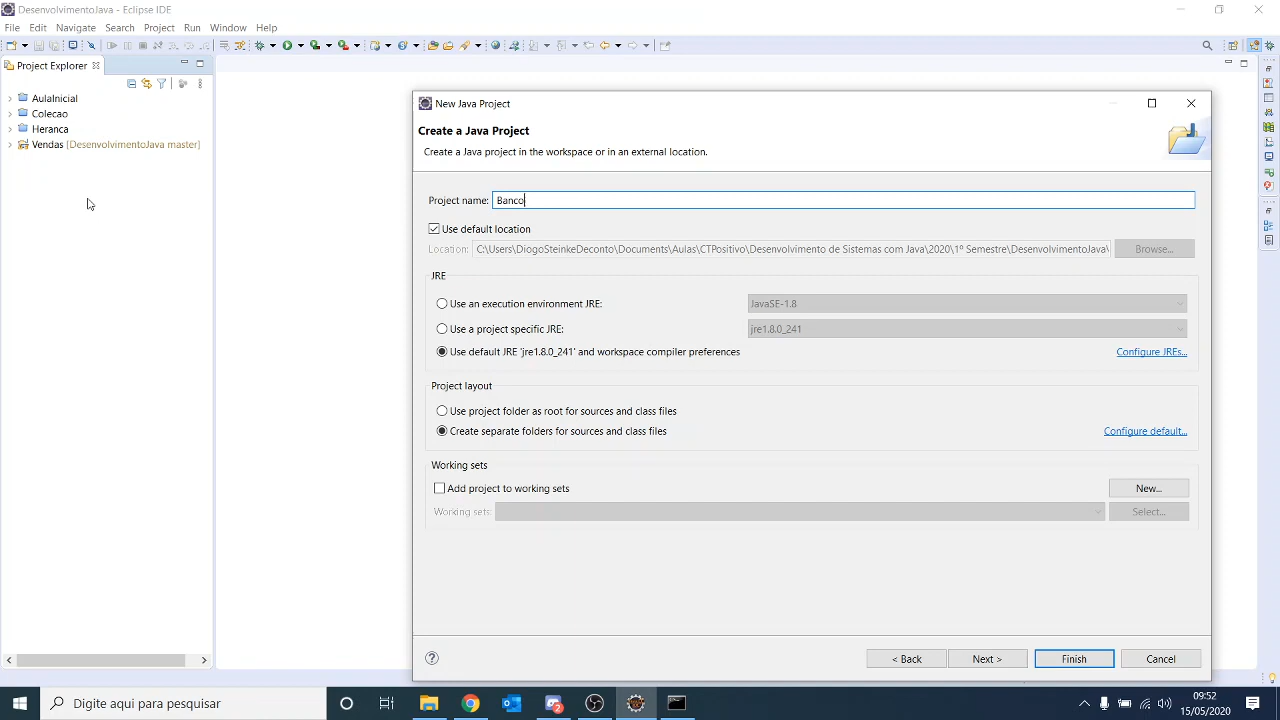 DesenvolvimentoJava - Eclipse IDE
File Edit Navigate Search Project Run Window Help
Project Explorer
AulaInicial
Colecao
Heranca
Vendas [DesenvolvimentoJava master]
New Java Project
Create a Java Project
Create a Java project in the workspace or in an external location.
Project name: Banco
Use default location
Location: C:\Users\DiogoSteinkeDeconto\Documents\Aulas\CTPositivo\Desenvolvimento de Sistemas com Java\2020\1º Semestre\DesenvolvimentoJava\ Browse...
JRE
Use an execution environment JRE: JavaSE-1.8
Use a project specific JRE: jre1.8.0_241
Use default JRE 'jre1.8.0_241' and workspace compiler preferences Configure JREs...
Project layout
Use project folder as root for sources and class files
Create separate folders for sources and class files Configure default...
Working sets
Add project to working sets New...
Working sets: Select...
< Back Next > Finish Cancel
Digite aqui para pesquisar
09:52
15/05/2020